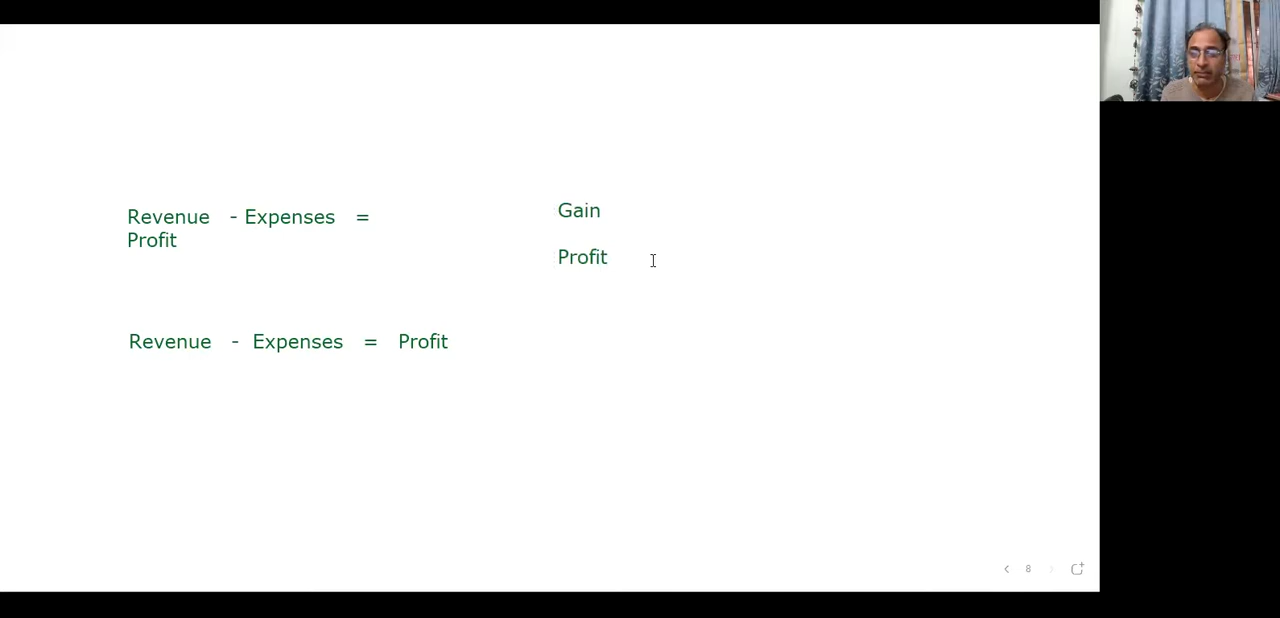 Revenue - Expenses =
Profit
Gain
Profit
Revenue - Expenses = Profit
8